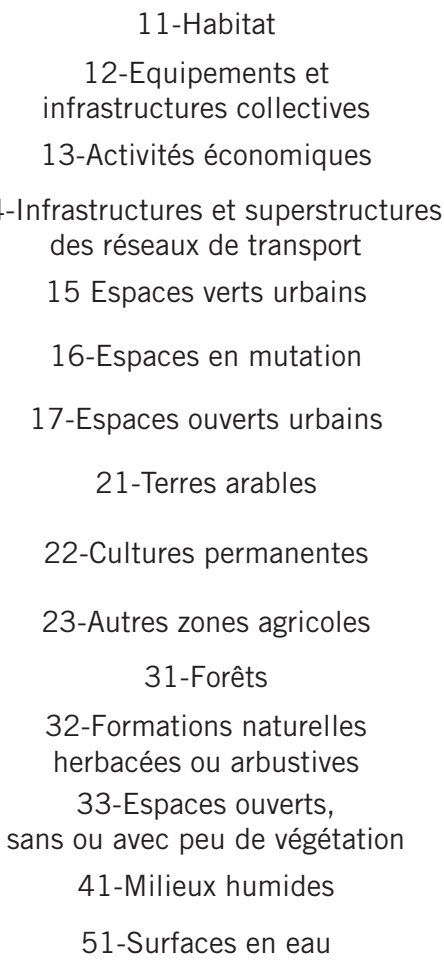 11-Habitat
12-Equipements et
infrastructures collectives
13-Activités économiques
4-Infrastructures et superstructures
des réseaux de transport
15 Espaces verts urbains
16-Espaces en mutation
17-Espaces ouverts urbains
21-Terres arables
22-Cultures permanentes
23-Autres zones agricoles
31-Forêts
32-Formations naturelles
herbacées ou arbustives
33-Espaces ouverts,
sans ou avec peu de végétation
41-Milieux humides
51-Surfaces en eau